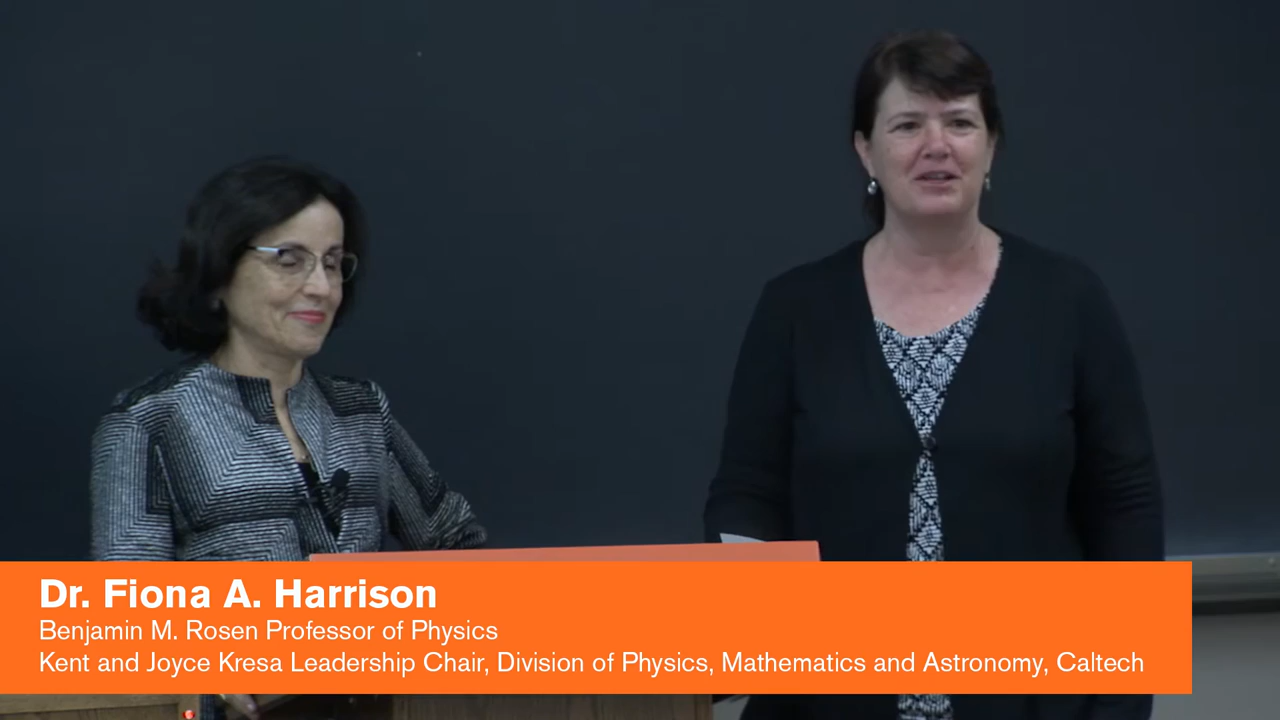 Dr. Fiona A. Harrison
Benjamin M. Rosen Professor of Physics
Kent and Joyce Kresa Leadership Chair, Division of Physics, Mathematics and Astronomy, Caltech